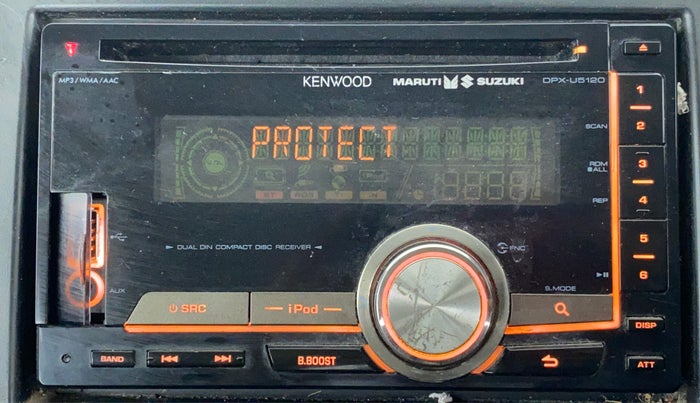 MP3 / WMA / AAC
KENWOOD
MARUTI SUZUKI
DPX-U5120
1
2
SCAN
PROTECT
3
RDM
ALL
4
REP
DUAL DIN COMPACT DISC RECEIVER
5
6
AUX
S.MODE
SRC
iPod
DISP
BAND
B.BOOST
ATT